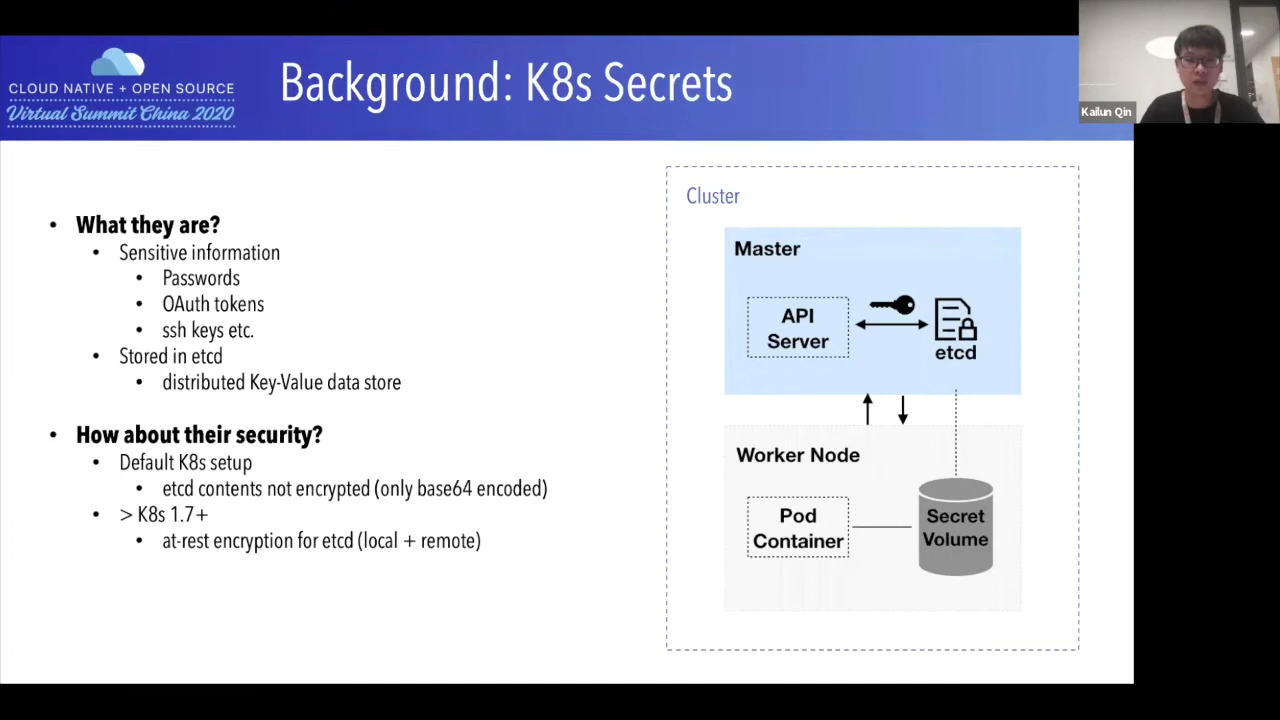 CLOUD NATIVE + OPEN SOURCE
Virtual Summit China 2020
Background: K8s Secrets
Kailun Qin
• What they are?
• Sensitive information
• Passwords
• OAuth tokens
• ssh keys etc.
• Stored in etcd
• distributed Key-Value data store
• How about their security?
• Default K8s setup
• etcd contents not encrypted (only base64 encoded)
• > K8s 1.7+
• at-rest encryption for etcd (local + remote)
Cluster
Master
API
Server
etcd
Worker Node
Pod
Container
Secret
Volume